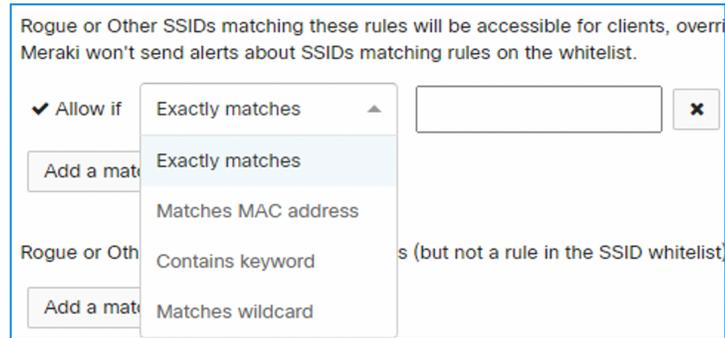 Rogue or Other SSIDs matching these rules will be accessible for clients, overri
Meraki won't send alerts about SSIDs matching rules on the whitelist.
✔ Allow if Exactly matches
Exactly matches
Add a matc
Matches MAC address
Contains keyword
Rogue or Oth s (but not a rule in the SSID whitelist)
Matches wildcard
Add a matc